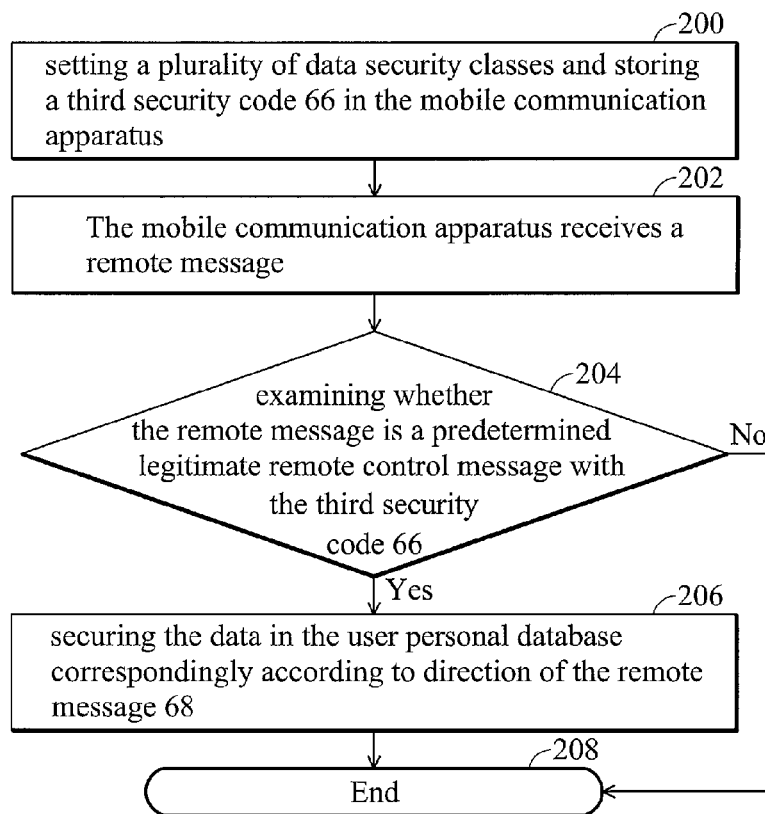 200
setting a plurality of data security classes and storing
a third security code 66 in the mobile communication
apparatus
202
The mobile communication apparatus receives a
remote message
204
examining whether
the remote message is a predetermined
legitimate remote control message with
the third security
code 66
No
Yes
206
securing the data in the user personal database
correspondingly according to direction of the remote
message 68
208
End